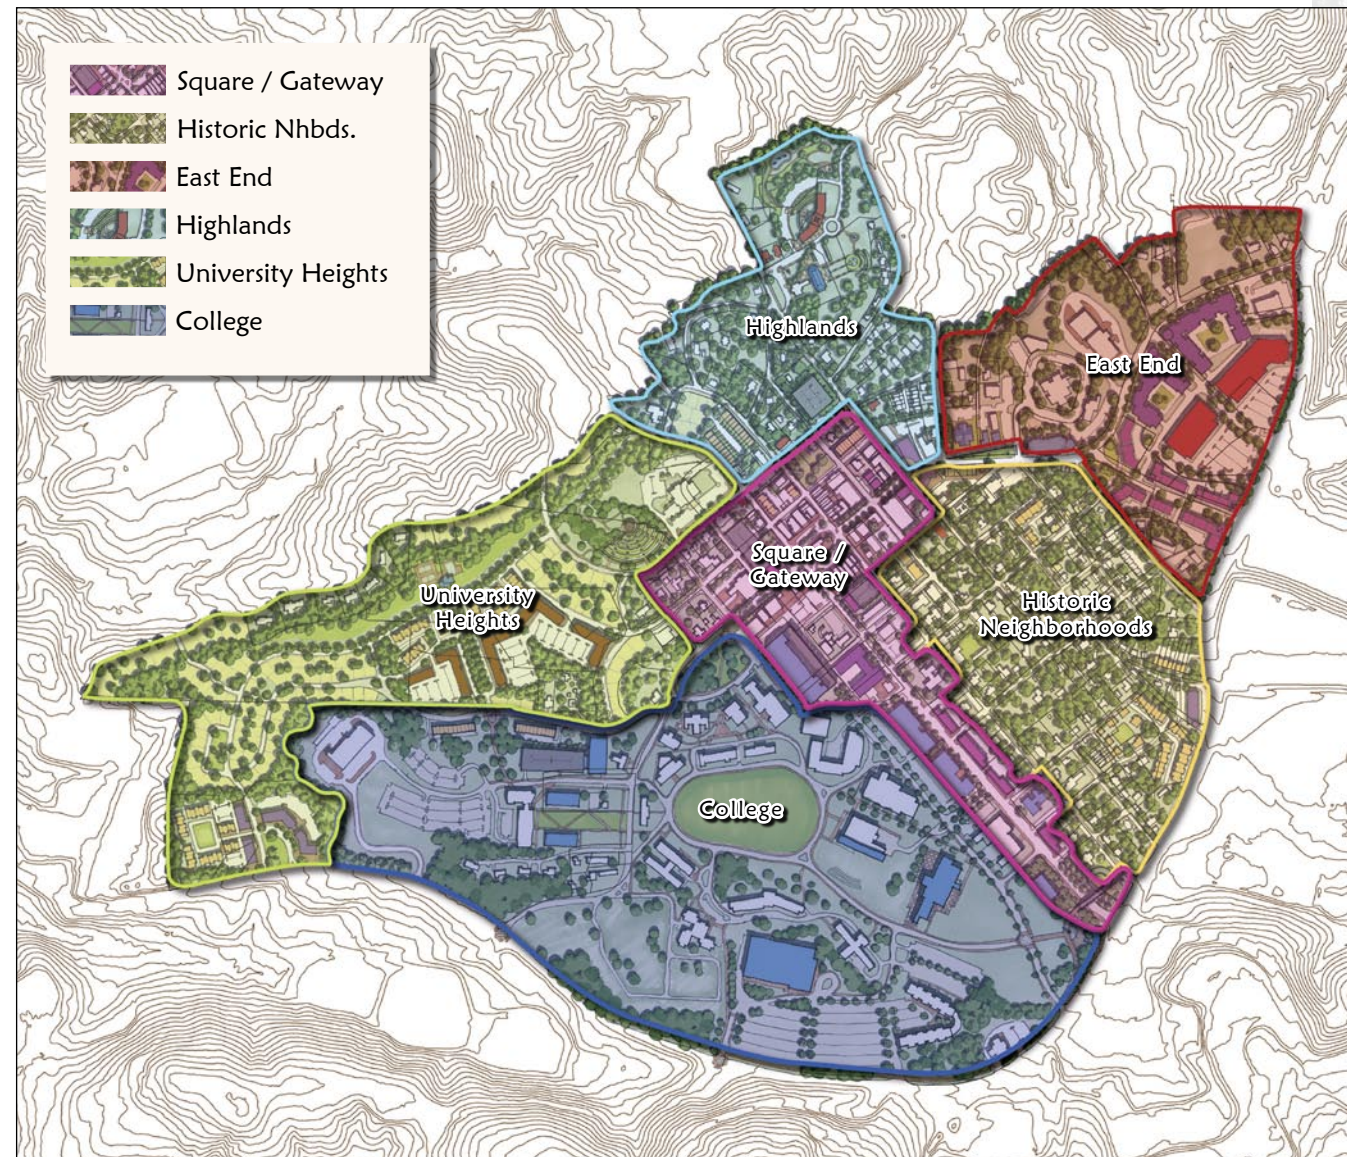 Square / Gateway
Historic Nhbds.
East End
Highlands
University Heights
College
Highlands
East End
Square /
Gateway
University
Heights
Historic
Neighborhoods
College